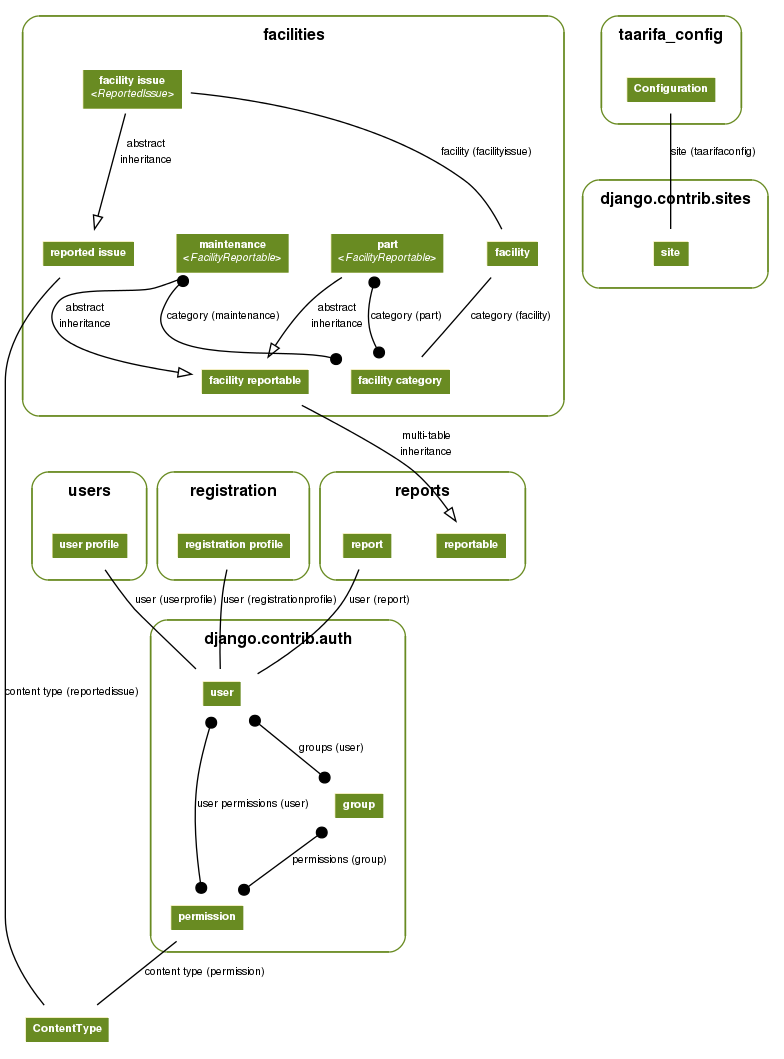 facilities
taarifa_config
facility issue
<ReportedIssue>
Configuration
abstract
inheritance
facility (facilityissue)
site (taarifaconfig)
django.contrib.sites
reported issue
maintenance
<FacilityReportable>
part
<FacilityReportable>
facility
site
abstract
inheritance
category (maintenance)
abstract
inheritance
category (part)
category (facility)
facility reportable
facility category
multi-table
inheritance
users
registration
reports
user profile
registration profile
report
reportable
user (userprofile)
user (registrationprofile)
user (report)
django.contrib.auth
user
content type (reportedissue)
groups (user)
user permissions (user)
group
permissions (group)
permission
content type (permission)
ContentType